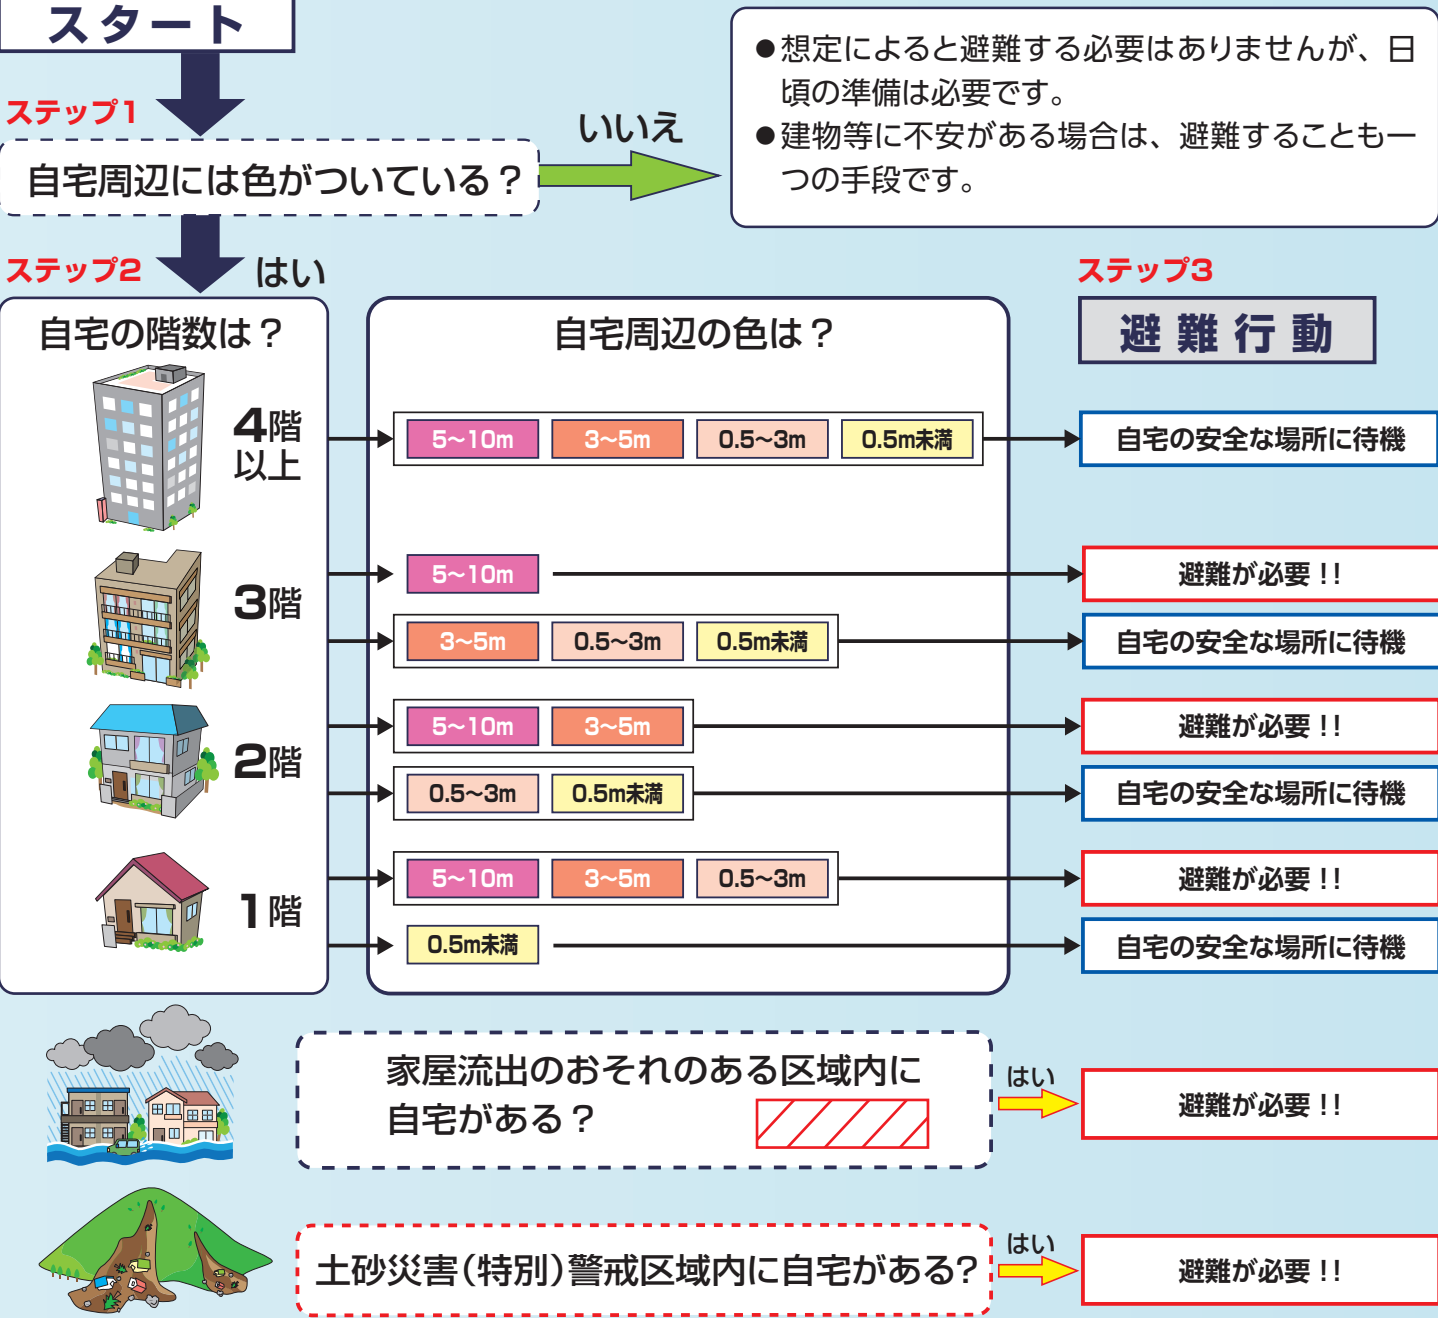 スタート
ステップ1
自宅周辺には色がついている？
いいえ
●想定によると避難する必要はありませんが、日
頃の準備は必要です。
●建物等に不安がある場合は、避難することも一
つの手段です。
ステップ2
はい
自宅の階数は？
自宅周辺の色は？
ステップ3
避難行動
4階
以上
5〜10m 3〜5m 0.5〜3m 0.5m未満
自宅の安全な場所に待機
3階
5〜10m
避難が必要！！
3〜5m 0.5〜3m 0.5m未満
自宅の安全な場所に待機
2階
5〜10m 3〜5m
避難が必要！！
0.5〜3m 0.5m未満
自宅の安全な場所に待機
1階
5〜10m 3〜5m 0.5〜3m
避難が必要！！
0.5m未満
自宅の安全な場所に待機
家屋流出のおそれのある区域内に
自宅がある？
はい
避難が必要！！
土砂災害（特別）警戒区域内に自宅がある？
はい
避難が必要！！